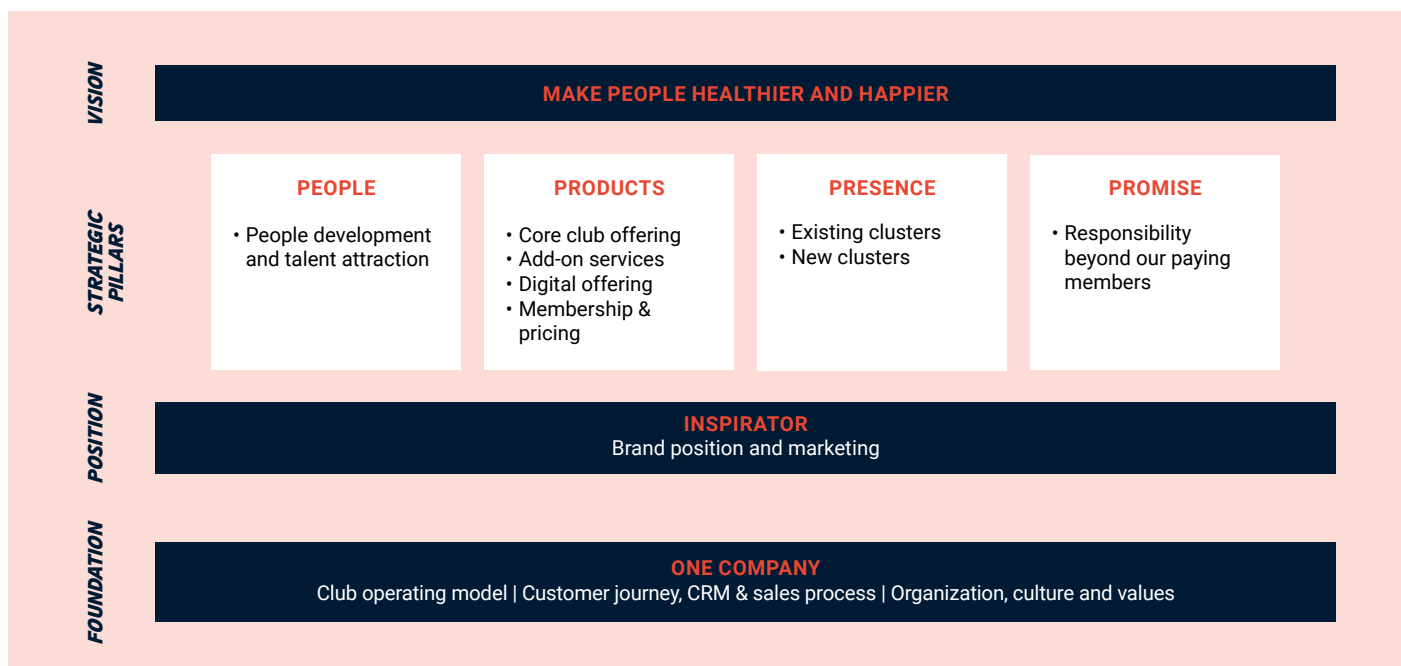 VISION
MAKE PEOPLE HEALTHIER AND HAPPIER
STRATEGIC
PILLARS
PEOPLE
• People development
and talent attraction
PRODUCTS
• Core club offering
• Add-on services
• Digital offering
• Membership &
pricing
PRESENCE
• Existing clusters
• New clusters
PROMISE
• Responsibility
beyond our paying
members
POSITION
INSPIRATOR
Brand position and marketing
FOUNDATION
ONE COMPANY
Club operating model | Customer journey, CRM & sales process | Organization, culture and values